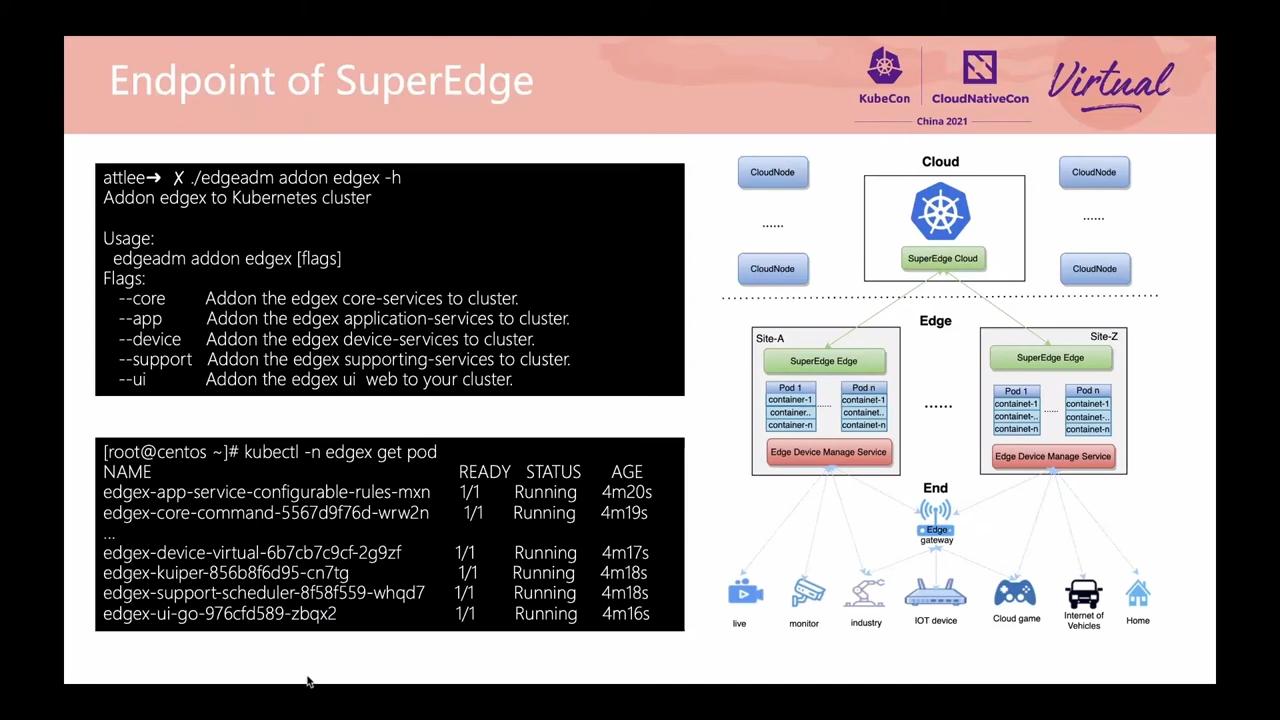 Endpoint of SuperEdge
KubeCon
CloudNativeCon
China 2021
Virtual
attlee➜ ✗ ./edgeadm addon edgex -h
Addon edgex to Kubernetes cluster
Usage:
edgeadm addon edgex [flags]
Flags:
--core Addon the edgex core-services to cluster.
--app Addon the edgex application-services to cluster.
--device Addon the edgex device-services to cluster.
--support Addon the edgex supporting-services to cluster.
--ui Addon the edgex ui web to your cluster.
[root@centos ~]# kubectl -n edgex get pod
NAME READY STATUS AGE
edgex-app-service-configurable-rules-mxn 1/1 Running 4m20s
edgex-core-command-5567d9f76d-wrw2n 1/1 Running 4m19s
...
edgex-device-virtual-6b7cb7c9cf-2g9zf 1/1 Running 4m17s
edgex-kuiper-856b8f6d95-cn7tg 1/1 Running 4m18s
edgex-support-scheduler-8f58f559-whqd7 1/1 Running 4m18s
edgex-ui-go-976cfd589-zbqx2 1/1 Running 4m16s
Cloud
CloudNode
......
CloudNode
SuperEdge Cloud
CloudNode
......
CloudNode
Edge
Site-A
SuperEdge Edge
Pod 1
container-1
container..
container-n
......
Pod n
container-1
containet..
container-n
Edge Device Manage Service
......
Site-Z
SuperEdge Edge
Pod 1
containet-1
containet-..
containet-n
......
Pod n
containet-1
containet-..
containet-n
Edge Device Manage Service
End
Edge
gateway
live
monitor
industry
IOT device
Cloud game
Internet of
Vehicles
Home